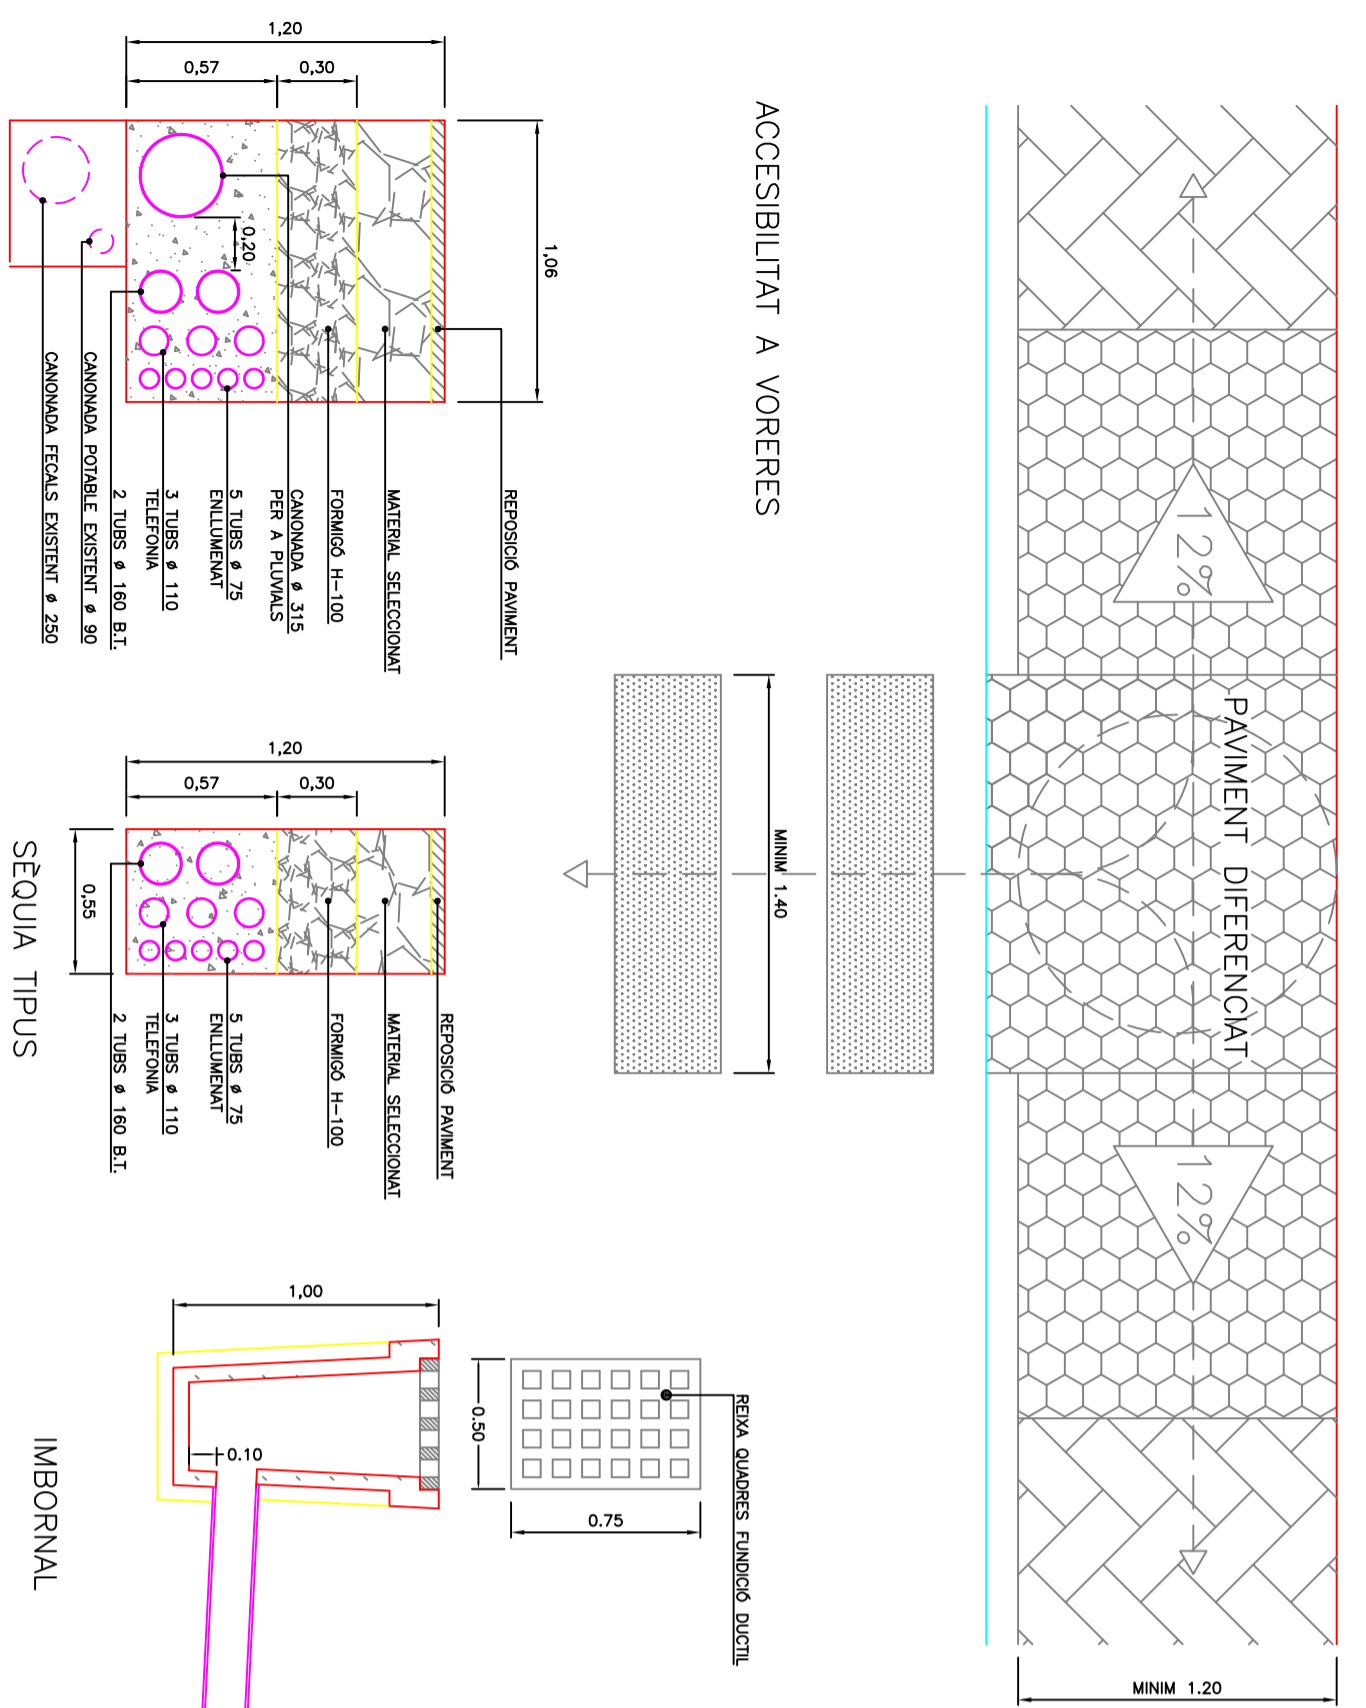 ACCESIBILITAT A VORERES
PAVIMENT DIFERENCIAT
12%
12%
MINIM 1.20
MINIM 1.40
1,20
0,57
0,30
1,06
0,20
REPOSICIÓ PAVIMENT
MATERIAL SELECCIONAT
FORMIGÓ H-100
CANONADA ø 315
PER A PLUVIALS
5 TUBS ø 75
ENLLUMENAT
3 TUBS ø 110
TELEFONIA
2 TUBS ø 160 B.T.
CANONADA POTABLE EXISTENT ø 90
CANONADA FECALS EXISTENT ø 250
1,20
0,57
0,30
0,55
REPOSICIÓ PAVIMENT
MATERIAL SELECCIONAT
FORMIGÓ H-100
5 TUBS ø 75
ENLLUMENAT
3 TUBS ø 110
TELEFONIA
2 TUBS ø 160 B.T.
SÈQUIA TIPUS
REIXA QUADRES FUNDICIÓ DUCTIL
0.75
0.50
1,00
0.10
IMBORNAL